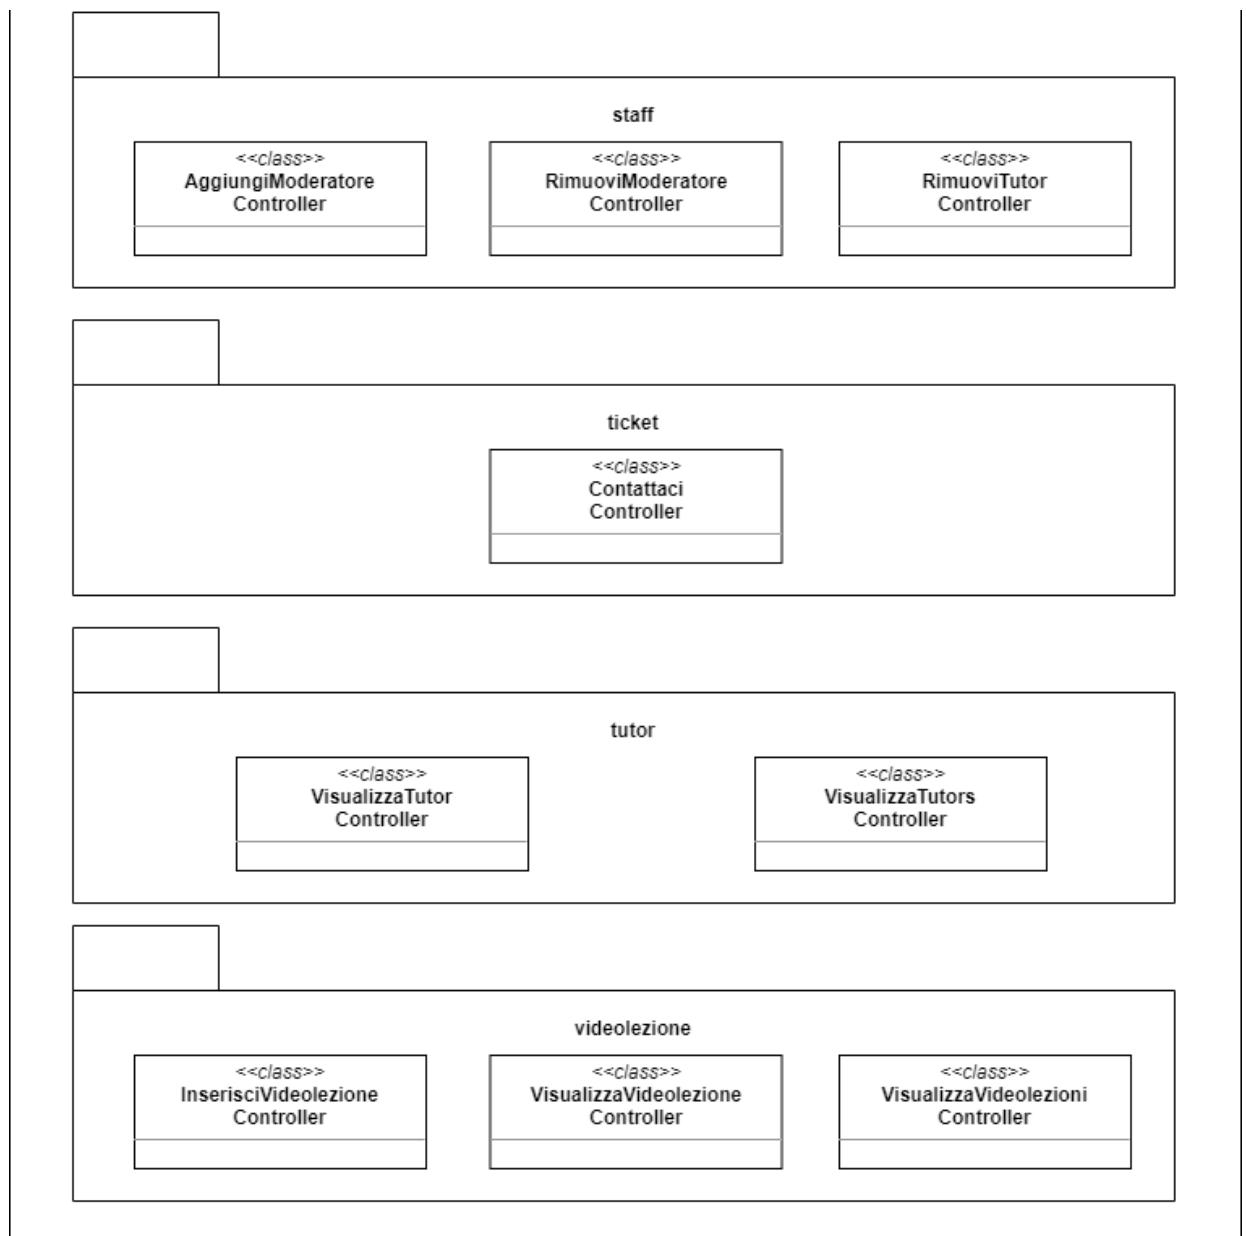 staff
<<class>>
AggiungiModeratore
Controller
<<class>>
RimuoviModeratore
Controller
<<class>>
RimuoviTutor
Controller
ticket
<<class>>
Contattaci
Controller
tutor
<<class>>
VisualizzaTutor
Controller
<<class>>
VisualizzaTutors
Controller
videolezione
<<class>>
InserisciVideolezione
Controller
<<class>>
VisualizzaVideolezione
Controller
<<class>>
VisualizzaVideolezioni
Controller